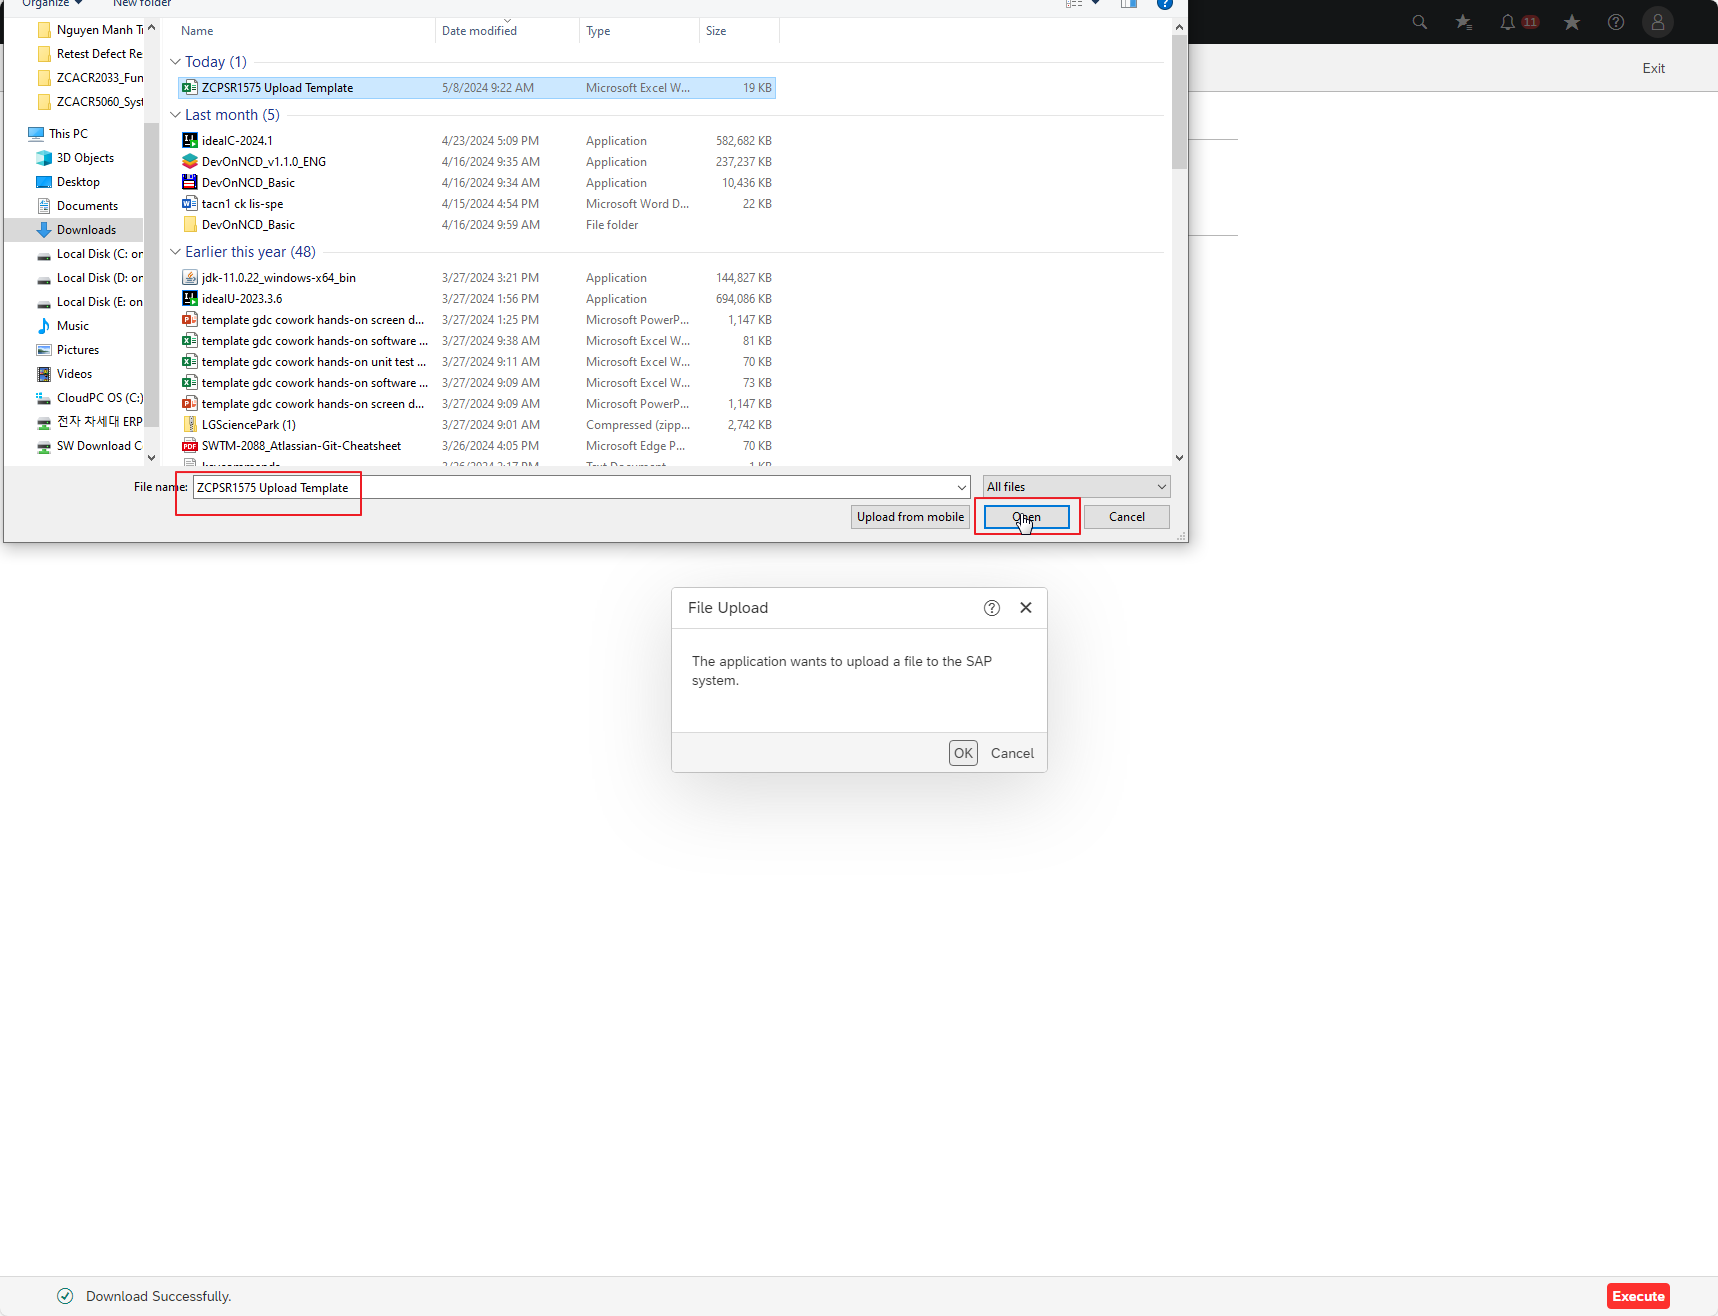 Organize New folder
11
Exit
Name Date modified Type Size
Nguyen Manh Tr
Retest Defect Re
ZCACR2033_Fun
ZCACR5060_Syst
This PC
3D Objects
Desktop
Documents
Downloads
Local Disk (C: on
Local Disk (D: on
Local Disk (E: on
Music
Pictures
Videos
CloudPC OS (C:)
전자 차세대 ERP
SW Download C
Today (1)
ZCPSR1575 Upload Template 5/8/2024 9:22 AM Microsoft Excel W... 19 KB
Last month (5)
ideaIC-2024.1 4/23/2024 5:09 PM Application 582,682 KB
DevOnNCD_v1.1.0_ENG 4/16/2024 9:35 AM Application 237,237 KB
DevOnNCD_Basic 4/16/2024 9:34 AM Application 10,436 KB
tacn1 ck lis-spe 4/15/2024 4:54 PM Microsoft Word D... 22 KB
DevOnNCD_Basic 4/16/2024 9:59 AM File folder
Earlier this year (48)
jdk-11.0.22_windows-x64_bin 3/27/2024 3:21 PM Application 144,827 KB
ideaIU-2023.3.6 3/27/2024 1:56 PM Application 694,086 KB
template gdc cowork hands-on screen d... 3/27/2024 1:25 PM Microsoft PowerP... 1,147 KB
template gdc cowork hands-on software ... 3/27/2024 9:38 AM Microsoft Excel W... 81 KB
template gdc cowork hands-on unit test ... 3/27/2024 9:11 AM Microsoft Excel W... 70 KB
template gdc cowork hands-on software ... 3/27/2024 9:09 AM Microsoft Excel W... 73 KB
template gdc cowork hands-on screen d... 3/27/2024 9:09 AM Microsoft PowerP... 1,147 KB
LGSciencePark (1) 3/27/2024 9:01 AM Compressed (zipp... 2,742 KB
SWTM-2088_Atlassian-Git-Cheatsheet 3/26/2024 4:05 PM Microsoft Edge P... 70 KB
File name: ZCPSR1575 Upload Template All files
Upload from mobile Open Cancel
File Upload
The application wants to upload a file to the SAP
system.
OK Cancel
Download Successfully.
Execute